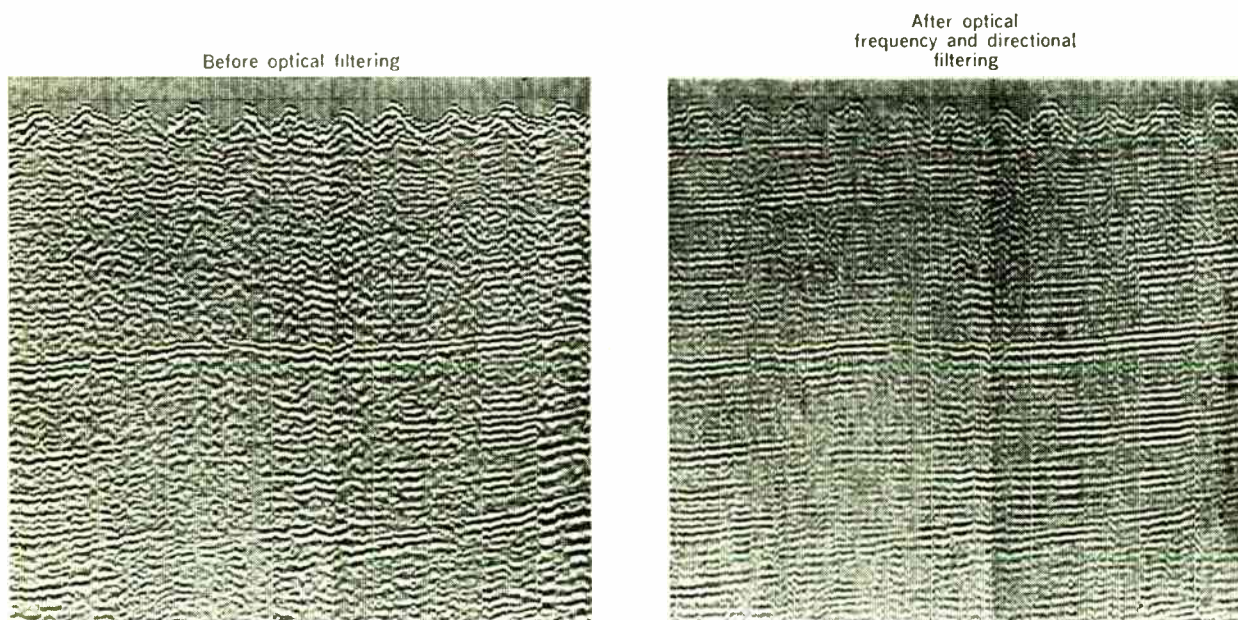 Before optical filtering
After optical
frequency and directional
filtering